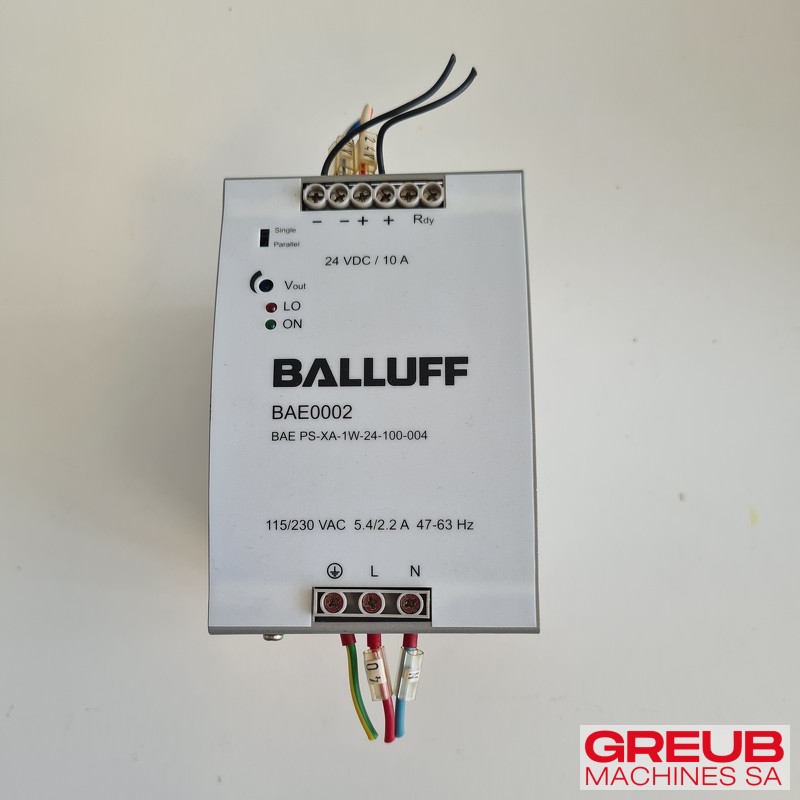 − − + + Rdy
Single
Parallel
24 VDC / 10 A
Vout
LO
ON
BALLUFF
BAE0002
BAE PS-XA-1W-24-100-004
115/230 VAC 5.4/2.2 A 47-63 Hz
L N
GREUB
MACHINES SA